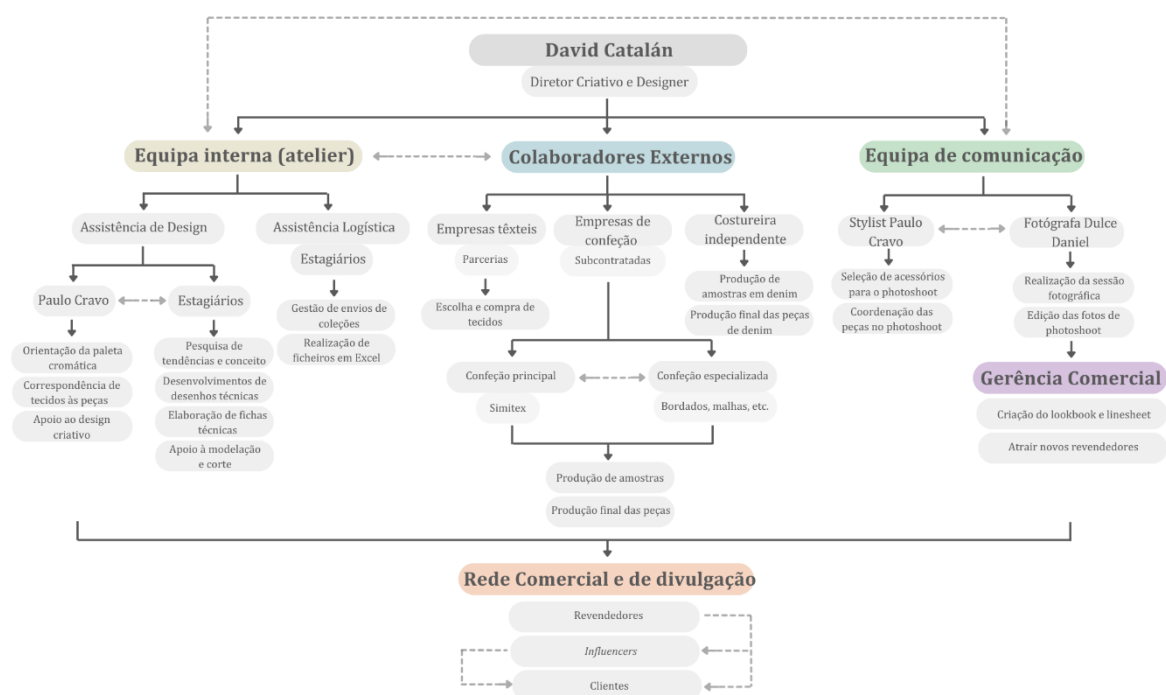 David Catalán
Diretor Criativo e Designer
Equipa interna (atelier)
Colaboradores Externos
Equipa de comunicação
Assistência de Design
Assistência Logística
Estagiários
Empresas têxteis
Parcerias
Empresas de
confeção
Subcontratadas
Costureira
independente
Stylist Paulo
Cravo
Fotógrafa Dulce
Daniel
Paulo Cravo
Estagiários
Gestão de envios de
coleções
Realização de
ficheiros em Excel
Escolha e compra de
tecidos
Produção de
amostras em denim
Produção final das peças
de denim
Seleção de acessórios
para o photoshoot
Coordenação das
peças no photoshoot
Realização da sessão
fotográfica
Edição das fotos de
photoshoot
Orientação da paleta
cromática
Correspondência de
tecidos às peças
Apoio ao design
criativo
Pesquisa de
tendências e conceito
Desenvolvimentos de
desenhos técnicas
Elaboração de fichas
técnicas
Apoio à modelação
e corte
Confeção principal
Simitex
Confeção especializada
Bordados, malhas, etc.
Gerência Comercial
Criação do lookbook e linesheet
Atrair novos revendedores
Produção de amostras
Produção final das peças
Rede Comercial e de divulgação
Revendedores
Influencers
Clientes